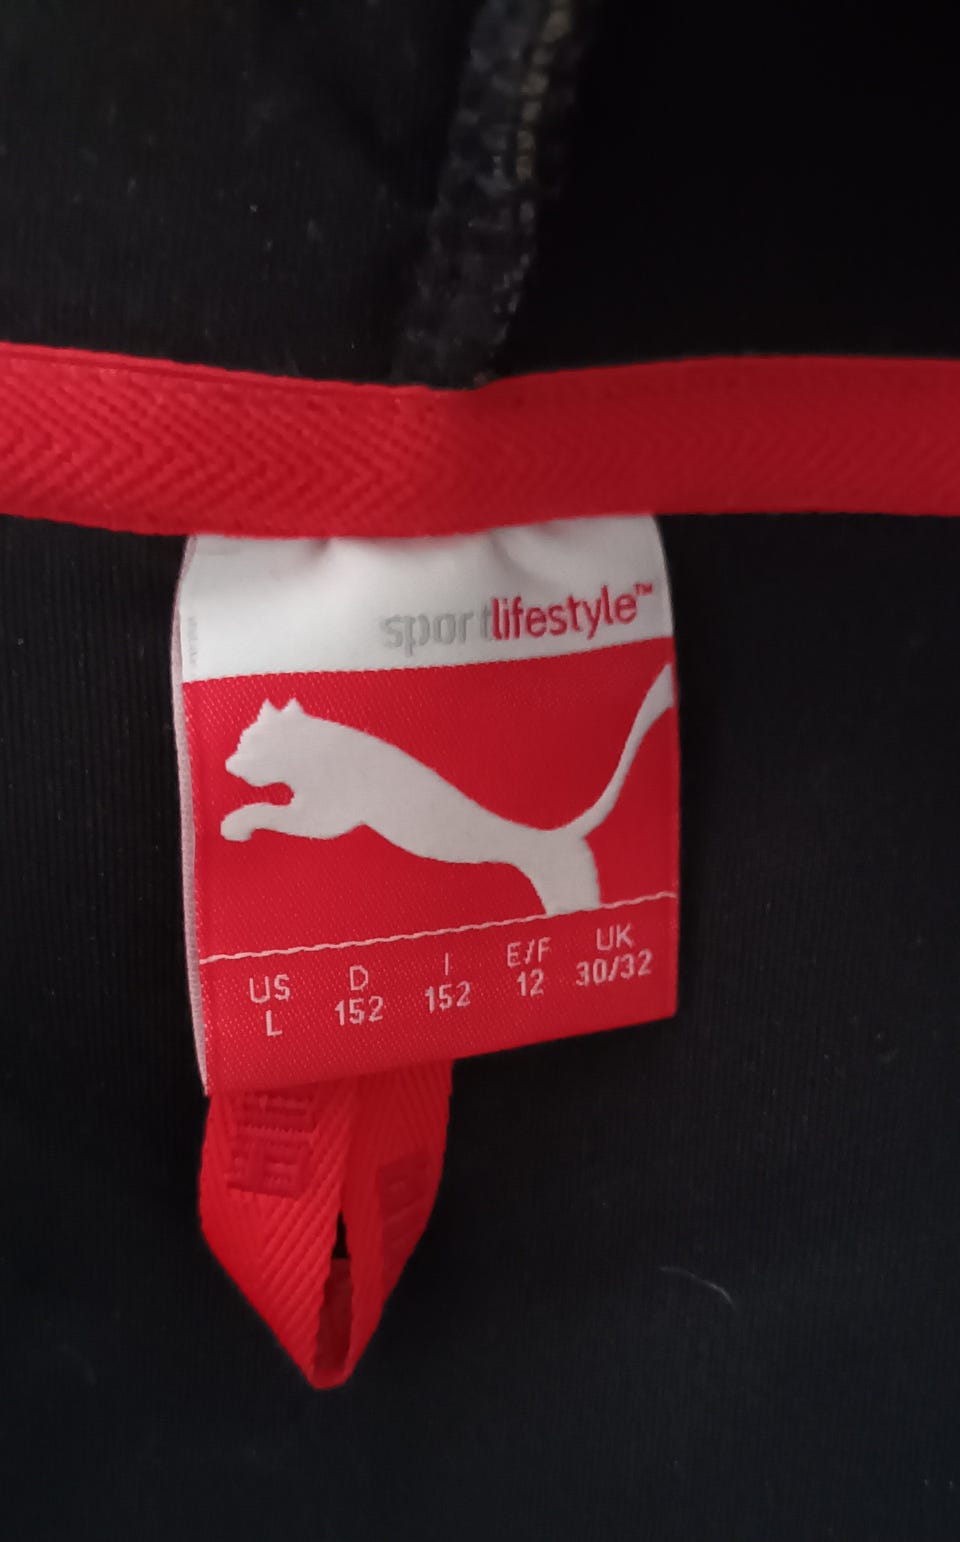 sportlifestyle™
US D I E/F UK
L 152 152 12 30/32